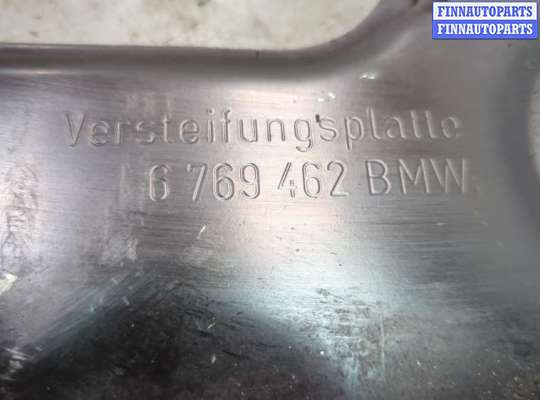 FINNAUTOPARTS
FINNAUTOPARTS
Versteifungsplatte
6 769 462 BMW